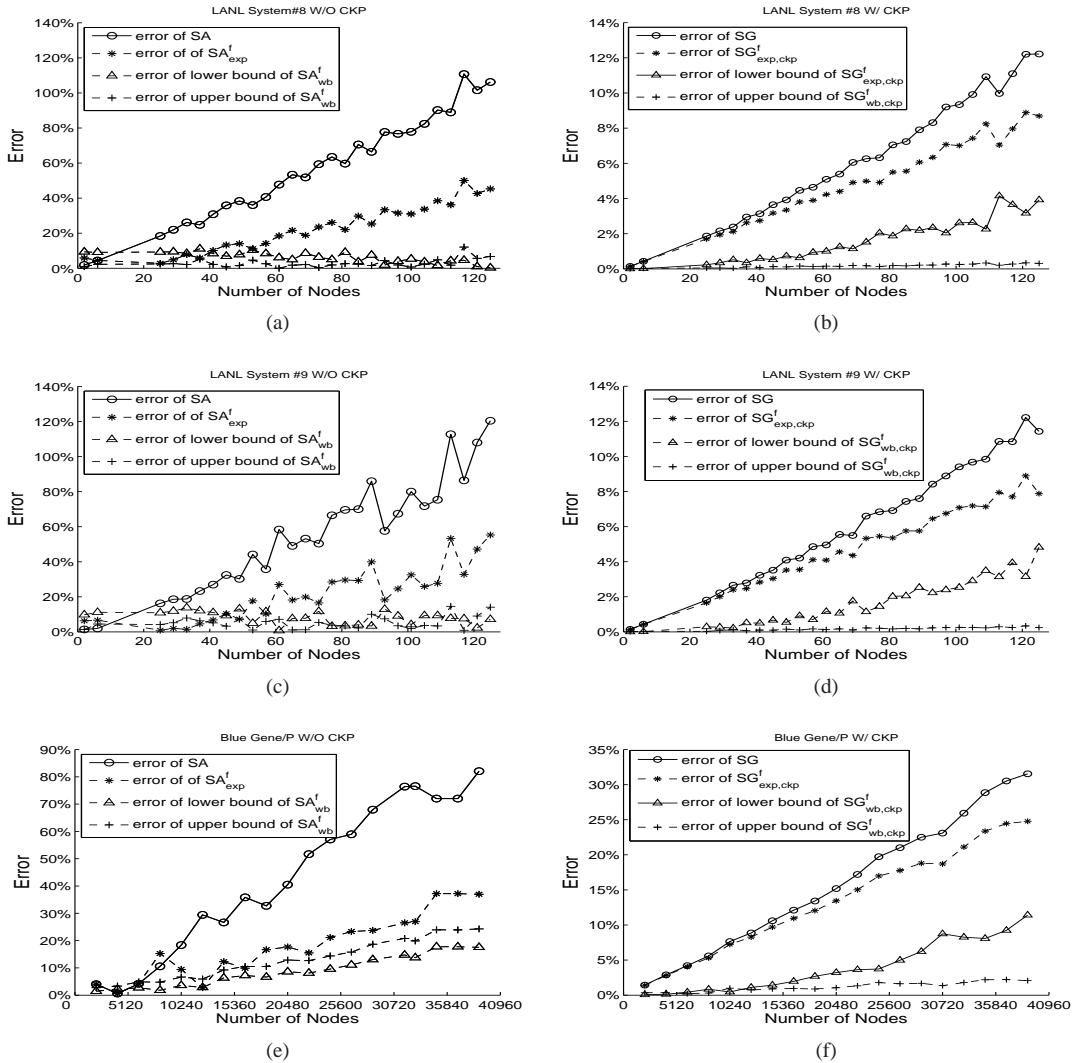 LANL System#8 W/O CKP
140%
120%
100%
80%
60%
40%
20%
0%
Error
error of SA
error of of SA^f_exp
error of lower bound of SA^f_wb
error of upper bound of SA^f_wb
0 20 40 60 80 100 120
Number of Nodes
(a)
LANL System #8 W/ CKP
14%
12%
10%
8%
6%
4%
2%
0%
Error
error of SG
error of SG^f_exp,ckp
error of lower bound of SG^f_exp,ckp
error of upper bound of SG^f_wb,ckp
0 20 40 60 80 100 120
Number of Nodes
(b)
LANL System #9 W/O CKP
140%
120%
100%
80%
60%
40%
20%
0%
Error
error of SA
error of of SA^f_exp
error of lower bound of SA^f_wb
error of upper bound of SA^f_wb
0 20 40 60 80 100 120
Number of Nodes
(c)
LANL System #9 W/ CKP
14%
12%
10%
8%
6%
4%
2%
0%
Error
error of SG
error of SG^f_exp,ckp
error of lower bound of SG^f_wb,ckp
error of upper bound of SG^f_wb,ckp
0 20 40 60 80 100 120
Number of Nodes
(d)
Blue Gene/P W/O CKP
90%
80%
70%
60%
50%
40%
30%
20%
10%
0%
Error
error of SA
error of of SA^f_exp
error of lower bound of SA^f_wb
error of upper bound of SA^f_wb
0 5120 10240 15360 20480 25600 30720 35840 40960
Number of Nodes
(e)
Blue Gene/P W/ CKP
35%
30%
25%
20%
15%
10%
5%
0%
Error
error of SG
error of SG^f_exp,ckp
error of lower bound of SG^f_wb,ckp
error of upper bound of SG^f_wb,ckp
0 5120 10240 15360 20480 25600 30720 35840 40960
Number of Nodes
(f)